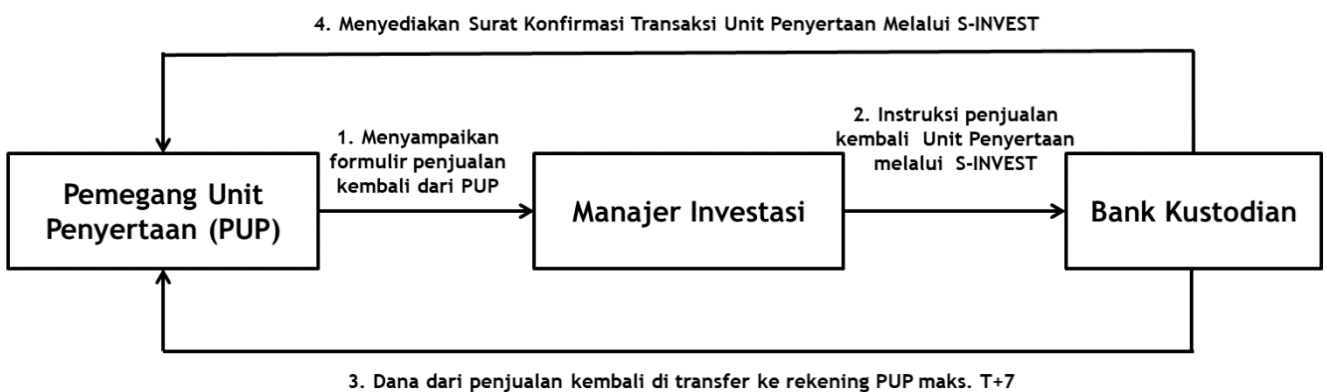 4. Menyediakan Surat Konfirmasi Transaksi Unit Penyertaan Melalui S-INVEST
1. Menyampaikan
formulir penjualan
kembali dari PUP
2. Instruksi penjualan
kembali Unit Penyertaan
melalui S-INVEST
Pemegang Unit
Penyertaan (PUP)
Manajer Investasi
Bank Kustodian
3. Dana dari penjualan kembali di transfer ke rekening PUP maks. T+7